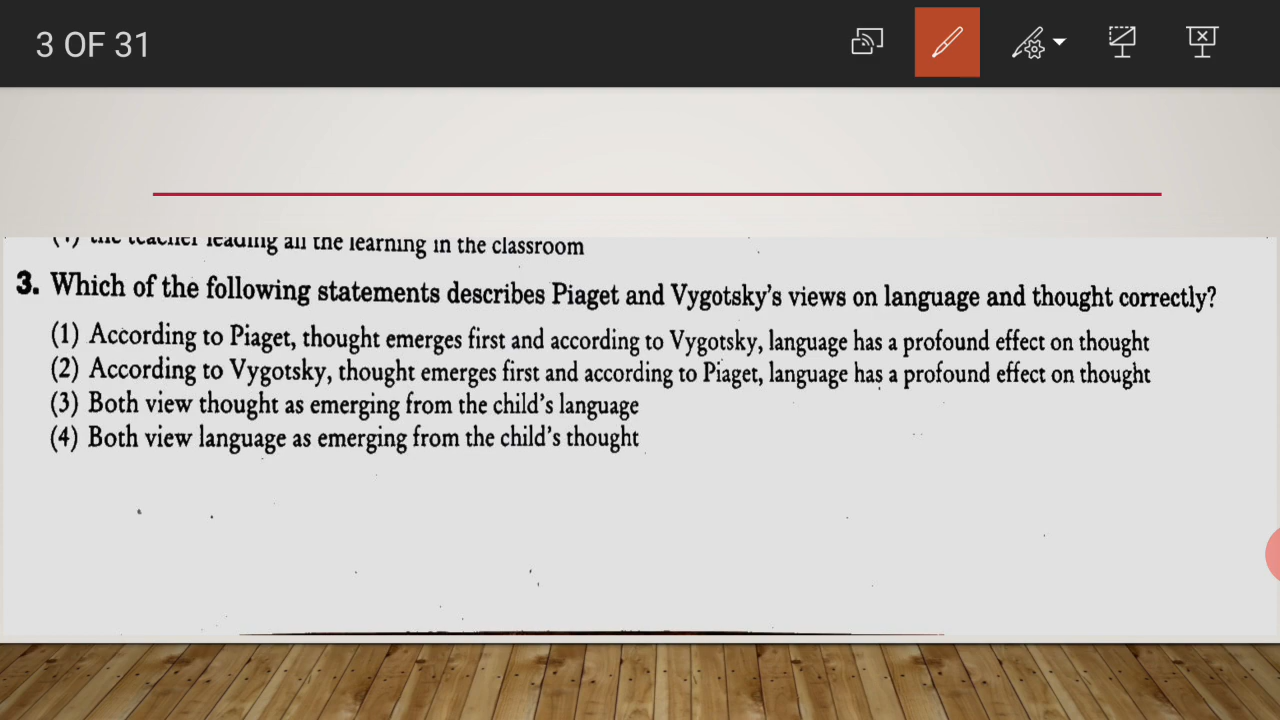 3 OF 31
(4) the teacher leading all the learning in the classroom
3. Which of the following statements describes Piaget and Vygotsky's views on language and thought correctly?
(1) According to Piaget, thought emerges first and according to Vygotsky, language has a profound effect on thought
(2) According to Vygotsky, thought emerges first and according to Piaget, language has a profound effect on thought
(3) Both view thought as emerging from the child's language
(4) Both view language as emerging from the child's thought